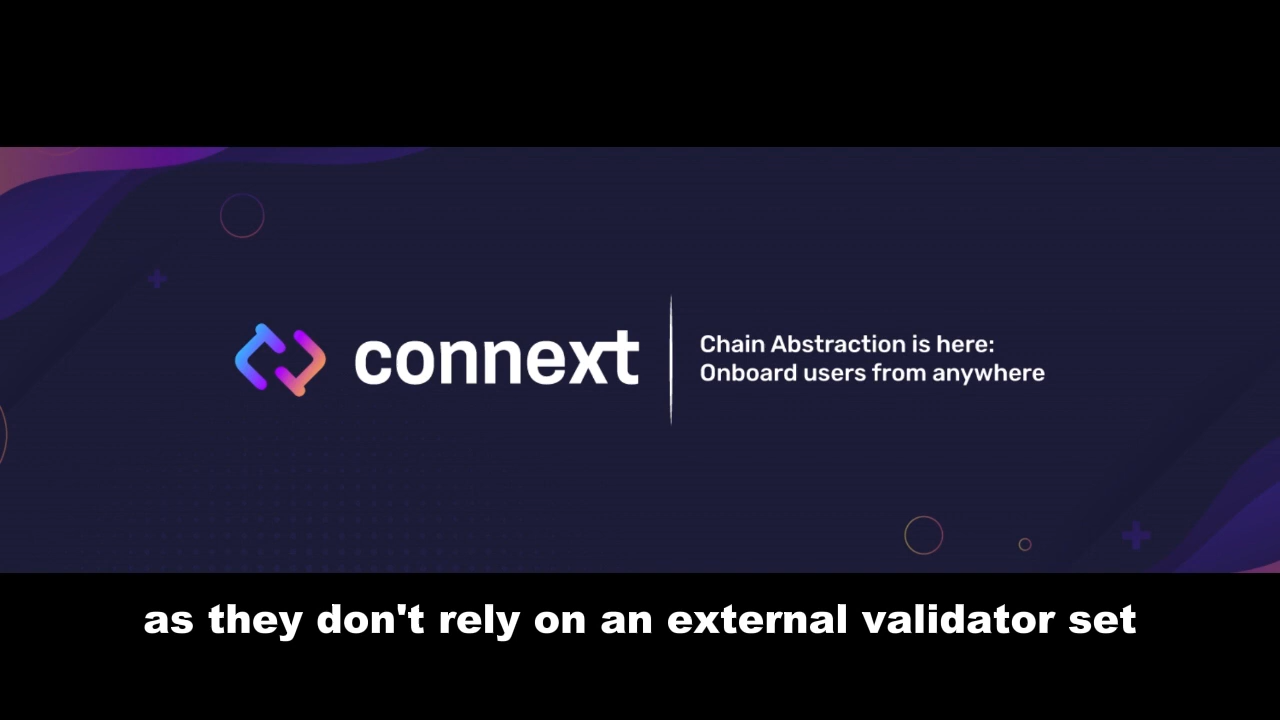 connext
Chain Abstraction is here:
Onboard users from anywhere
as they don't rely on an external validator set